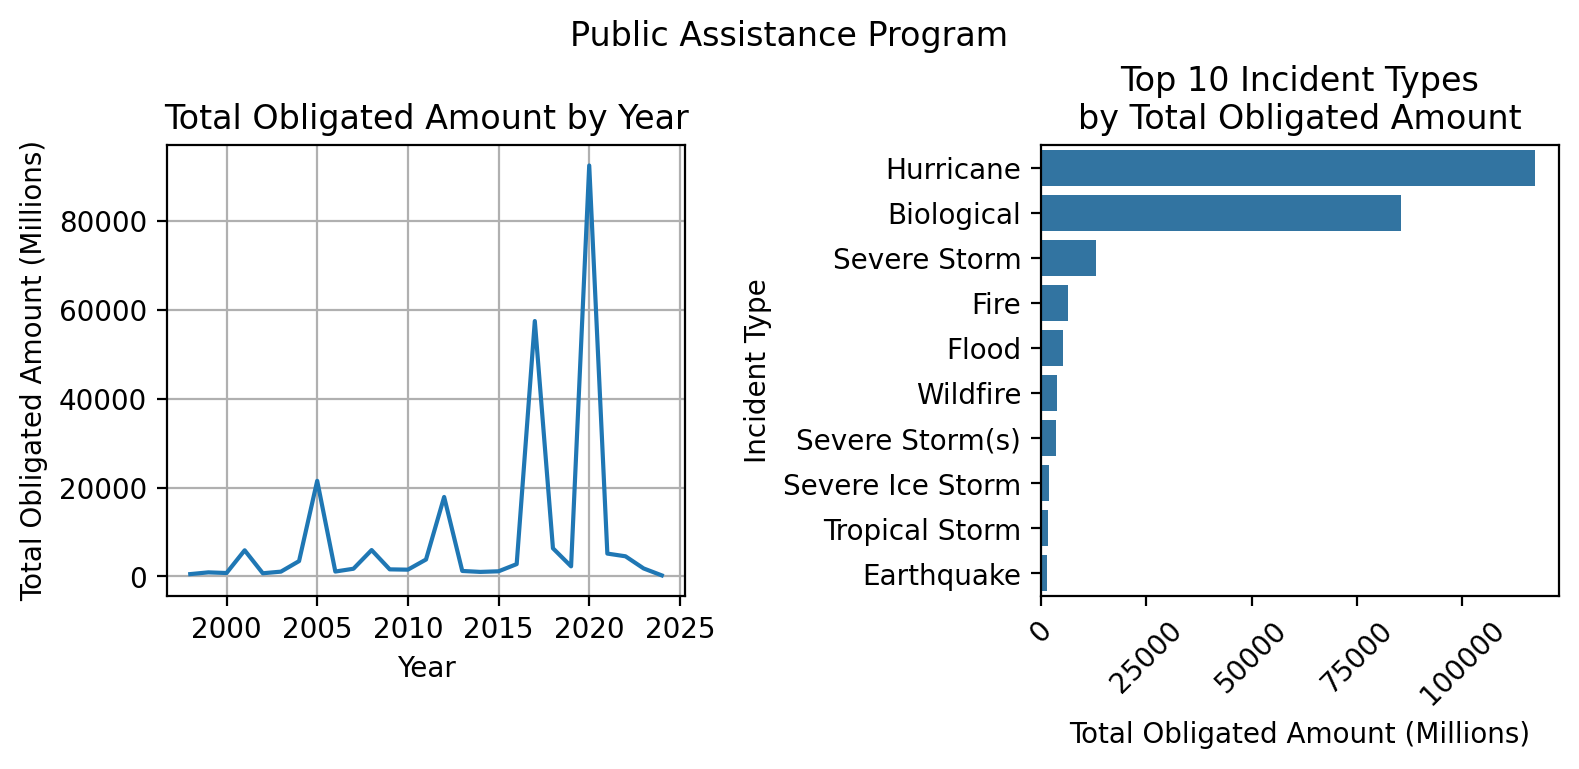 Public Assistance Program
Total Obligated Amount by Year
Total Obligated Amount (Millions)
80000
60000
40000
20000
0
2000 2005 2010 2015 2020 2025
Year
Top 10 Incident Types
by Total Obligated Amount
Incident Type
Hurricane
Biological
Severe Storm
Fire
Flood
Wildfire
Severe Storm(s)
Severe Ice Storm
Tropical Storm
Earthquake
0 25000 50000 75000 100000
Total Obligated Amount (Millions)